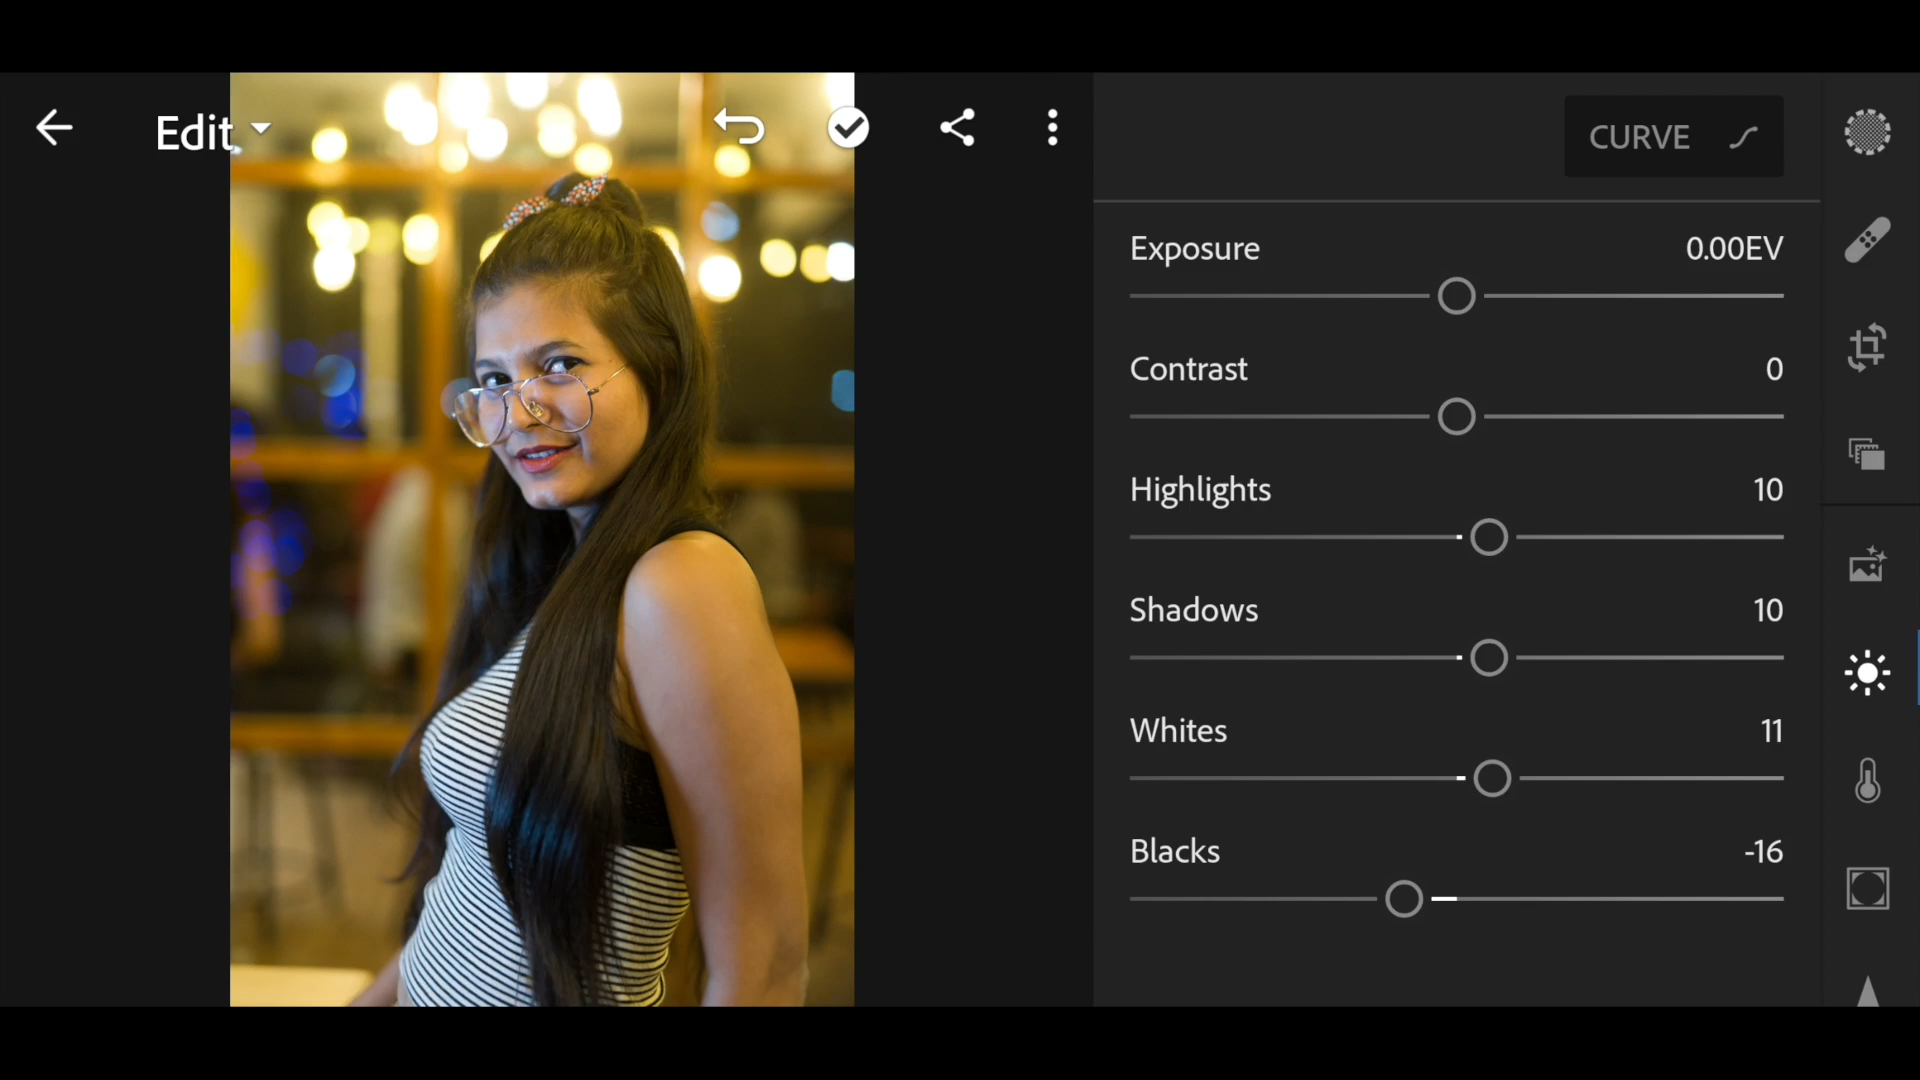 Edit
CURVE
Exposure 0.00EV
Contrast 0
Highlights 10
Shadows 10
Whites 11
Blacks -16